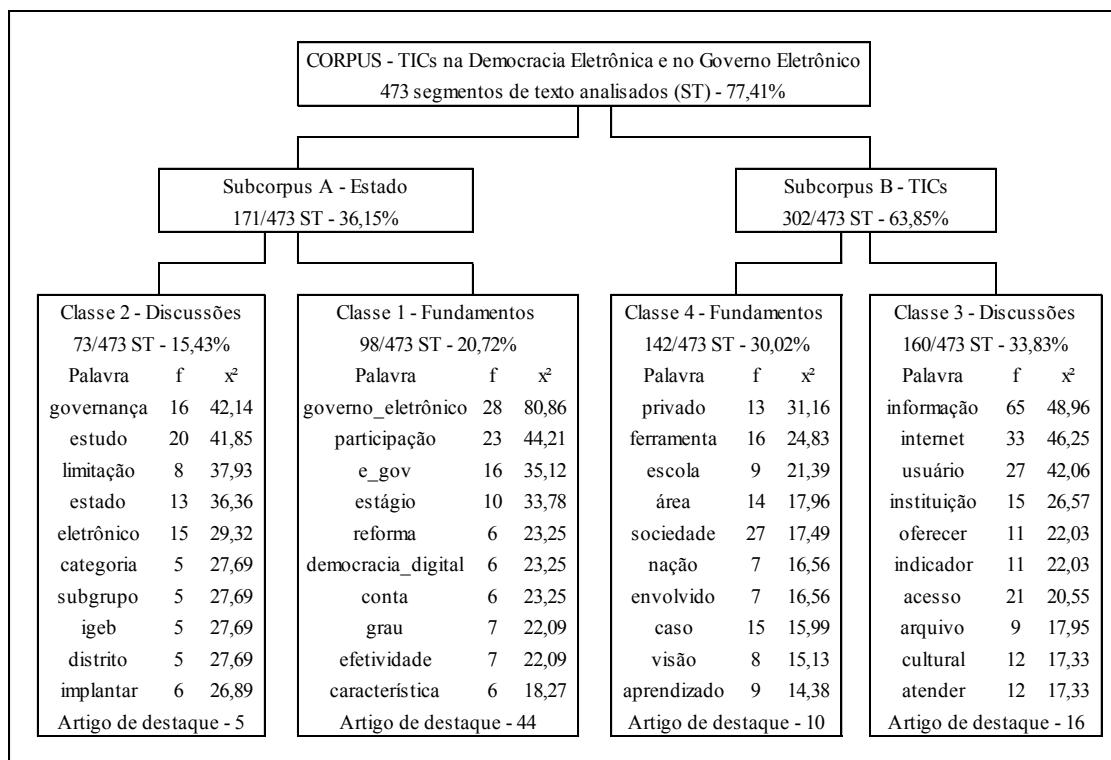 CORPUS - TICs na Democracia Eletrônica e no Governo Eletrônico
473 segmentos de texto analisados (ST) - 77,41%
Subcorpus A - Estado
171/473 ST - 36,15%
Subcorpus B - TICs
302/473 ST - 63,85%
Classe 2 - Discussões
73/473 ST - 15,43%
Palavra f x²
governança 16 42,14
estudo 20 41,85
limitação 8 37,93
estado 13 36,36
eletrônico 15 29,32
categoria 5 27,69
subgrupo 5 27,69
igeb 5 27,69
distrito 5 27,69
implantar 6 26,89
Artigo de destaque - 5
Classe 1 - Fundamentos
98/473 ST - 20,72%
Palavra f x²
governo_eletrônico 28 80,86
participação 23 44,21
e_gov 16 35,12
estágio 10 33,78
reforma 6 23,25
democracia_digital 6 23,25
conta 6 23,25
grau 7 22,09
efetividade 7 22,09
característica 6 18,27
Artigo de destaque - 44
Classe 4 - Fundamentos
142/473 ST - 30,02%
Palavra f x²
privado 13 31,16
ferramenta 16 24,83
escola 9 21,39
área 14 17,96
sociedade 27 17,49
nação 7 16,56
envolvido 7 16,56
caso 15 15,99
visão 8 15,13
aprendizado 9 14,38
Artigo de destaque - 10
Classe 3 - Discussões
160/473 ST - 33,83%
Palavra f x²
informação 65 48,96
internet 33 46,25
usuário 27 42,06
instituição 15 26,57
oferecer 11 22,03
indicador 11 22,03
acesso 21 20,55
arquivo 9 17,95
cultural 12 17,33
atender 12 17,33
Artigo de destaque - 16